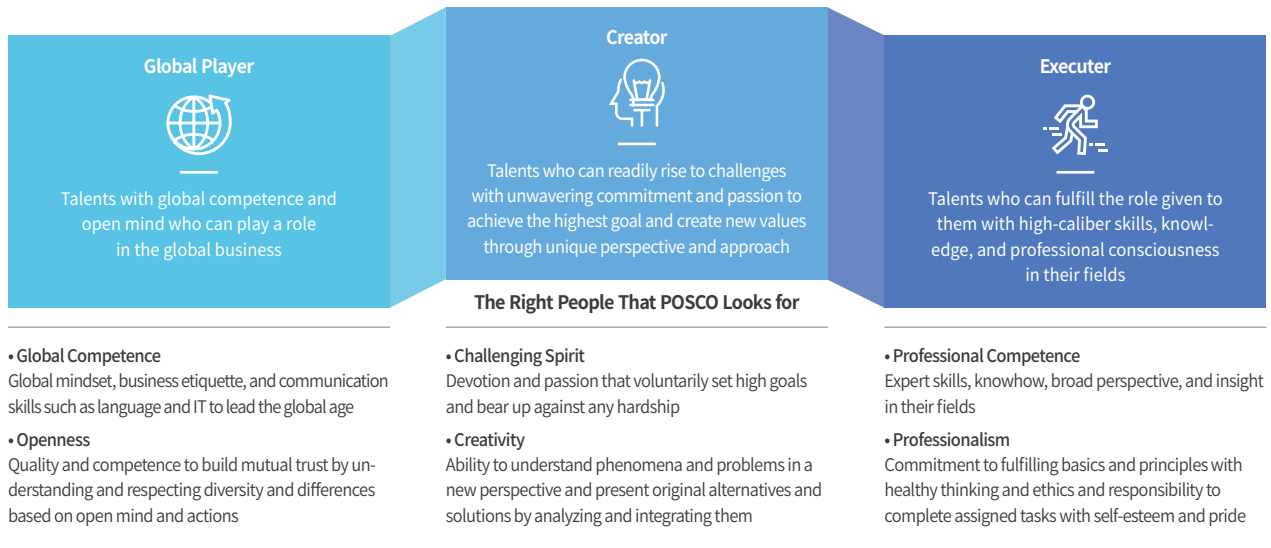 Global Player
Talents with global competence and
open mind who can play a role
in the global business
Creator
Talents who can readily rise to challenges
with unwavering commitment and passion to
achieve the highest goal and create new values
through unique perspective and approach
Executer
Talents who can fulfill the role given to
them with high-caliber skills, knowl-
edge, and professional consciousness
in their fields
The Right People That POSCO Looks for
• Global Competence
Global mindset, business etiquette, and communication
skills such as language and IT to lead the global age
• Openness
Quality and competence to build mutual trust by un-
derstanding and respecting diversity and differences
based on open mind and actions
• Challenging Spirit
Devotion and passion that voluntarily set high goals
and bear up against any hardship
• Creativity
Ability to understand phenomena and problems in a
new perspective and present original alternatives and
solutions by analyzing and integrating them
• Professional Competence
Expert skills, knowhow, broad perspective, and insight
in their fields
• Professionalism
Commitment to fulfilling basics and principles with
healthy thinking and ethics and responsibility to
complete assigned tasks with self-esteem and pride